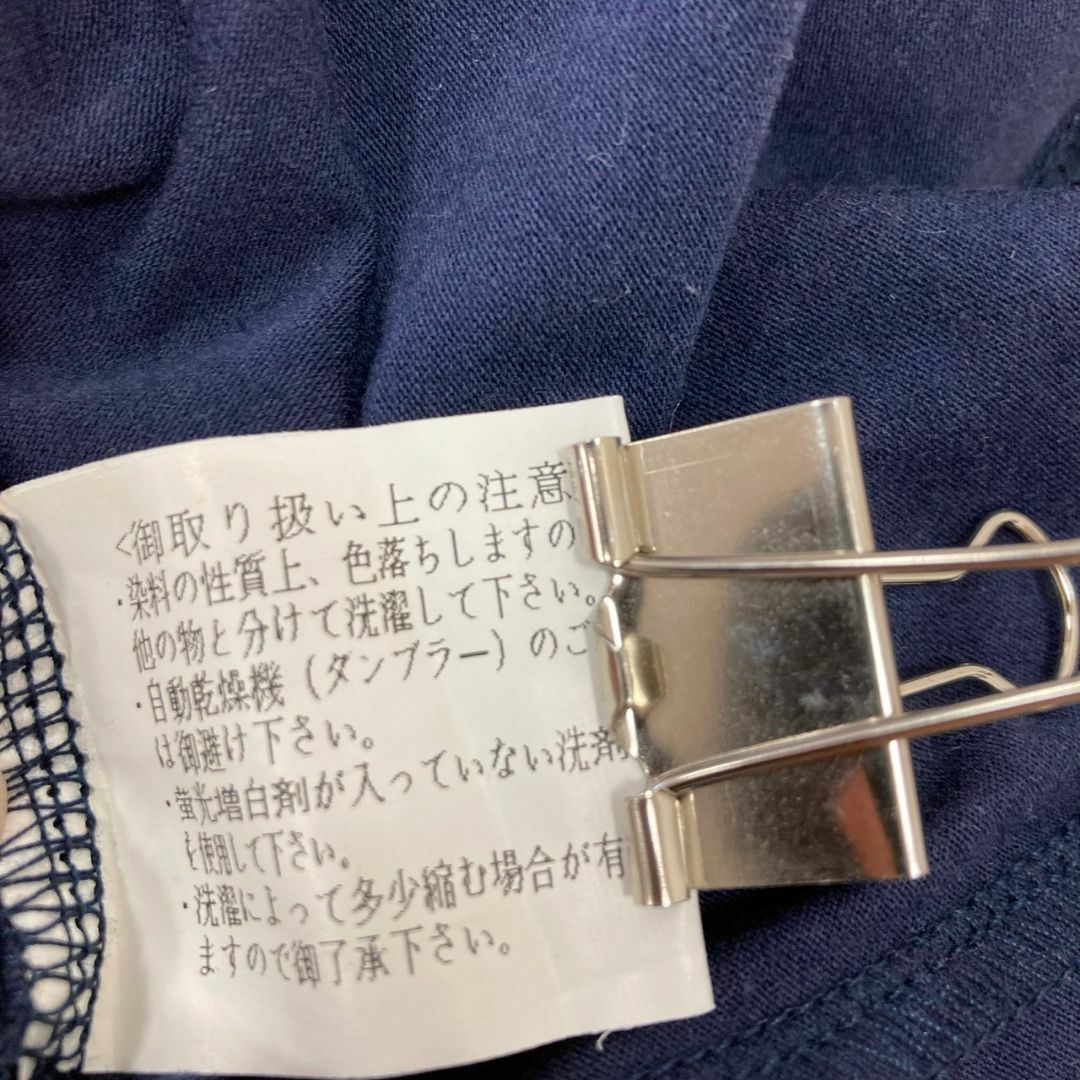 <御取り扱い上の注意
・染料の性質上、色落ちしますの
他の物と分けて洗濯して下さい。
・自動乾燥機(ダンブラー)のご
は御避け下さい。
・蛍光増白剤が入っていない洗剤
を使用して下さい。
・洗濯によって多少縮む場合が有
ますので御了承下さい。